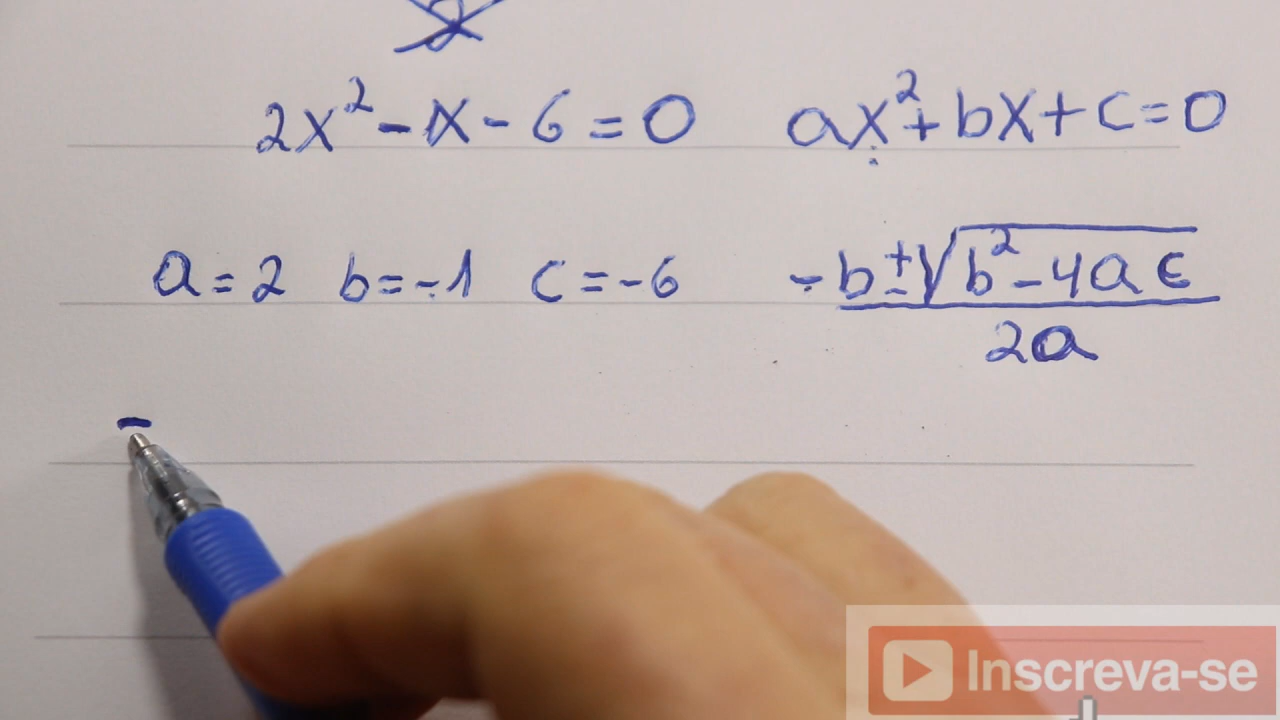 2x² - x - 6 = 0 ax² + bx + c = 0
a = 2 b = -1 c = -6 -b ± √b² - 4ac
2a
-
Inscreva-se